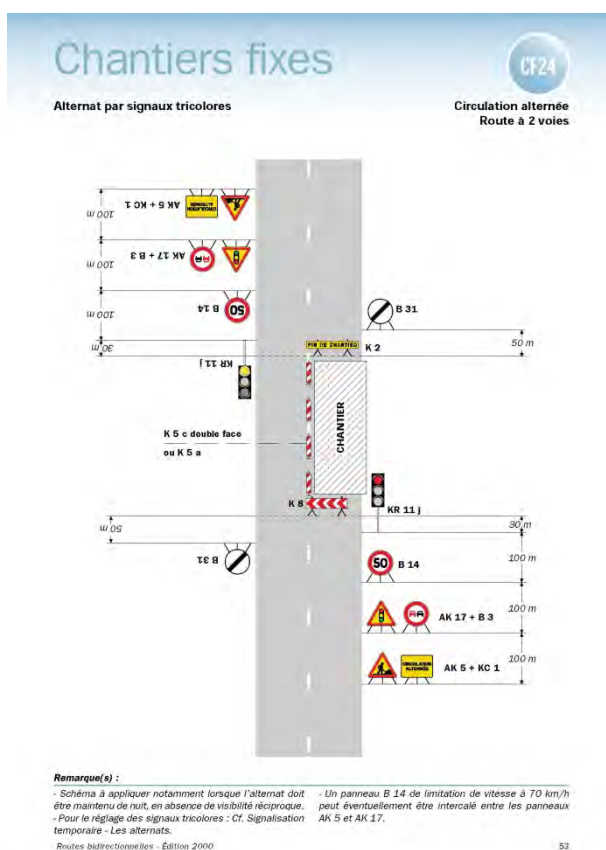 Chantiers fixes
CF24
Alternat par signaux tricolores
Circulation alternée
Route à 2 voies
100 m
AK 5 + KC 1
CIRCULATION
ALTERNÉE
100 m
AK 17 + B 3
100 m
B 14
50
B 31
30 m
KR 11 j
FIN DE CHANTIER
K 2
50 m
K 5 c double face
ou K 5 a
CHANTIER
K 8
KR 11 j
50 m
30 m
B 31
50
B 14
100 m
AK 17 + B 3
100 m
CIRCULATION
ALTERNÉE
AK 5 + KC 1
100 m
Remarque(s) :
- Schéma à appliquer notamment lorsque l'alternat doit
être maintenu de nuit, en absence de visibilité réciproque.
- Pour le réglage des signaux tricolores : Cf. Signalisation
temporaire - Les alternats.
- Un panneau B 14 de limitation de vitesse à 70 km/h
peut éventuellement être intercalé entre les panneaux
AK 5 et AK 17.
Routes bidirectionnelles - Édition 2000
53